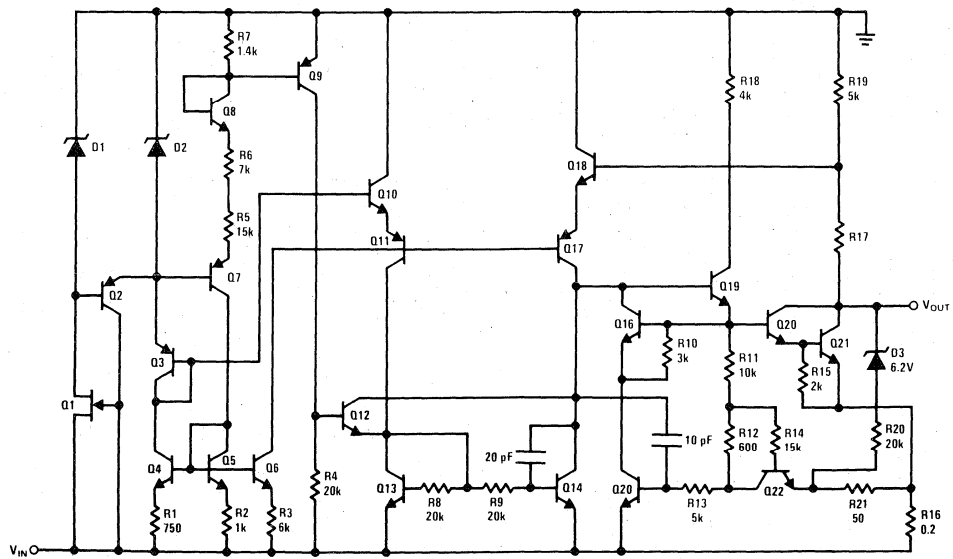 R7
1.4k
Q9
Q8
R18
4k
R19
5k
D1
D2
R6
7k
Q18
Q10
R5
15k
Q11
R17
Q2
Q7
Q17
Q19
VOUT
Q16
Q20
Q21
R10
3k
R11
10k
D3
6.2V
Q3
R15
2k
Q1
Q12
10 pF
R12
600
R14
15k
R20
20k
20 pF
Q4
Q5
Q6
R4
20k
Q13
R8
20k
R9
20k
Q14
Q20
R13
5k
Q22
R21
50
R16
0.2
R1
750
R2
1k
R3
6k
VIN